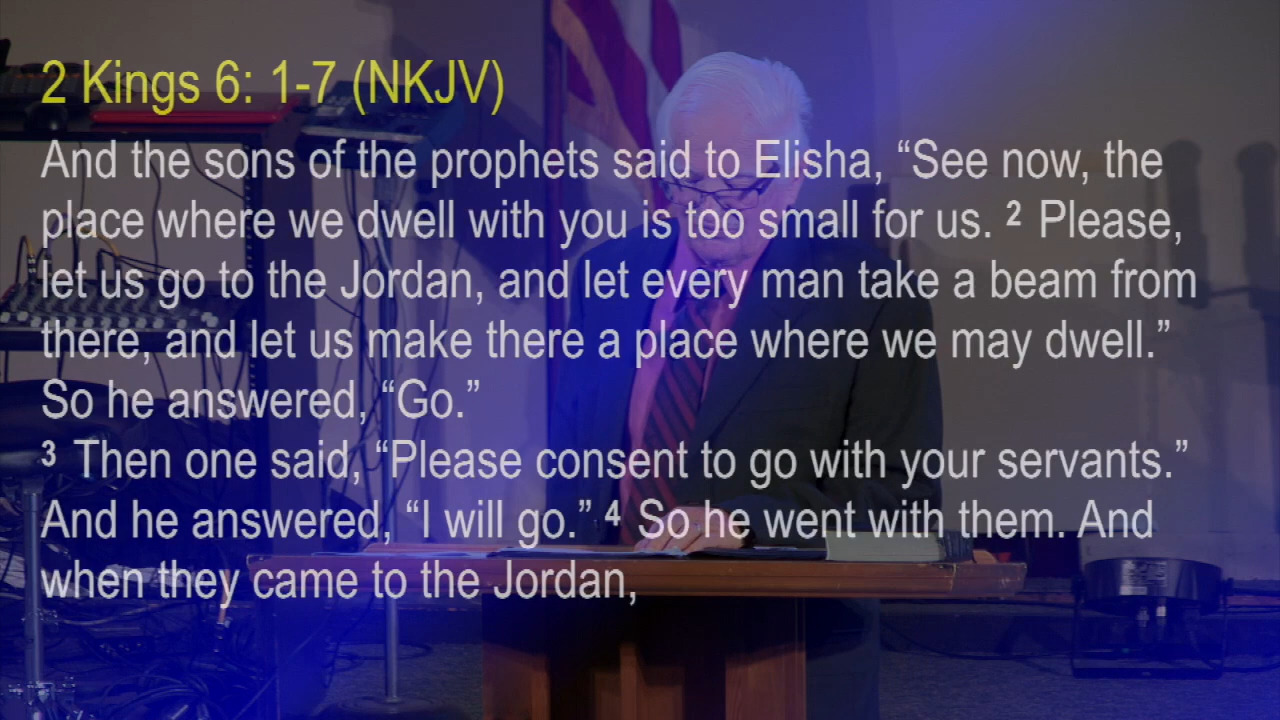 2 Kings 6: 1-7 (NKJV)
And the sons of the prophets said to Elisha, “See now, the
place where we dwell with you is too small for us. ² Please,
let us go to the Jordan, and let every man take a beam from
there, and let us make there a place where we may dwell.”
So he answered, “Go.”
³ Then one said, “Please consent to go with your servants.”
And he answered, “I will go.” ⁴ So he went with them. And
when they came to the Jordan,